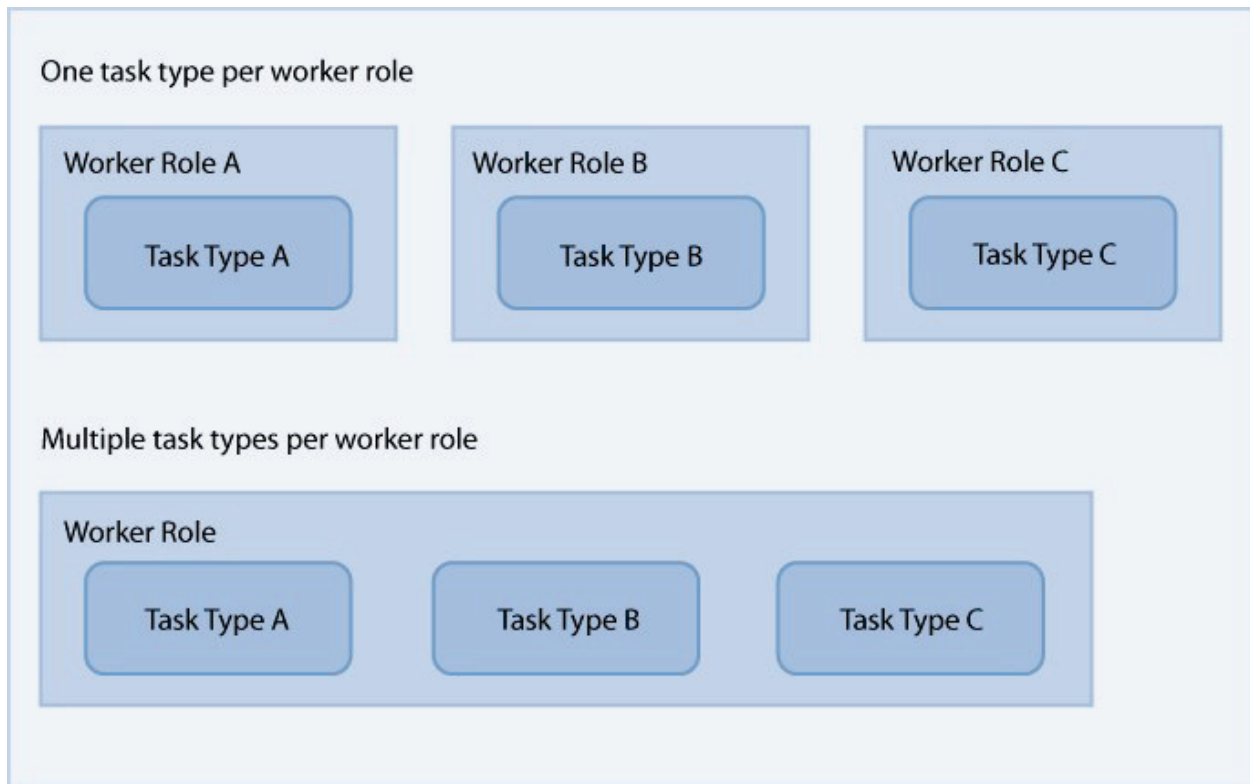 One task type per worker role
Worker Role A
Task Type A
Worker Role B
Task Type B
Worker Role C
Task Type C
Multiple task types per worker role
Worker Role
Task Type A
Task Type B
Task Type C